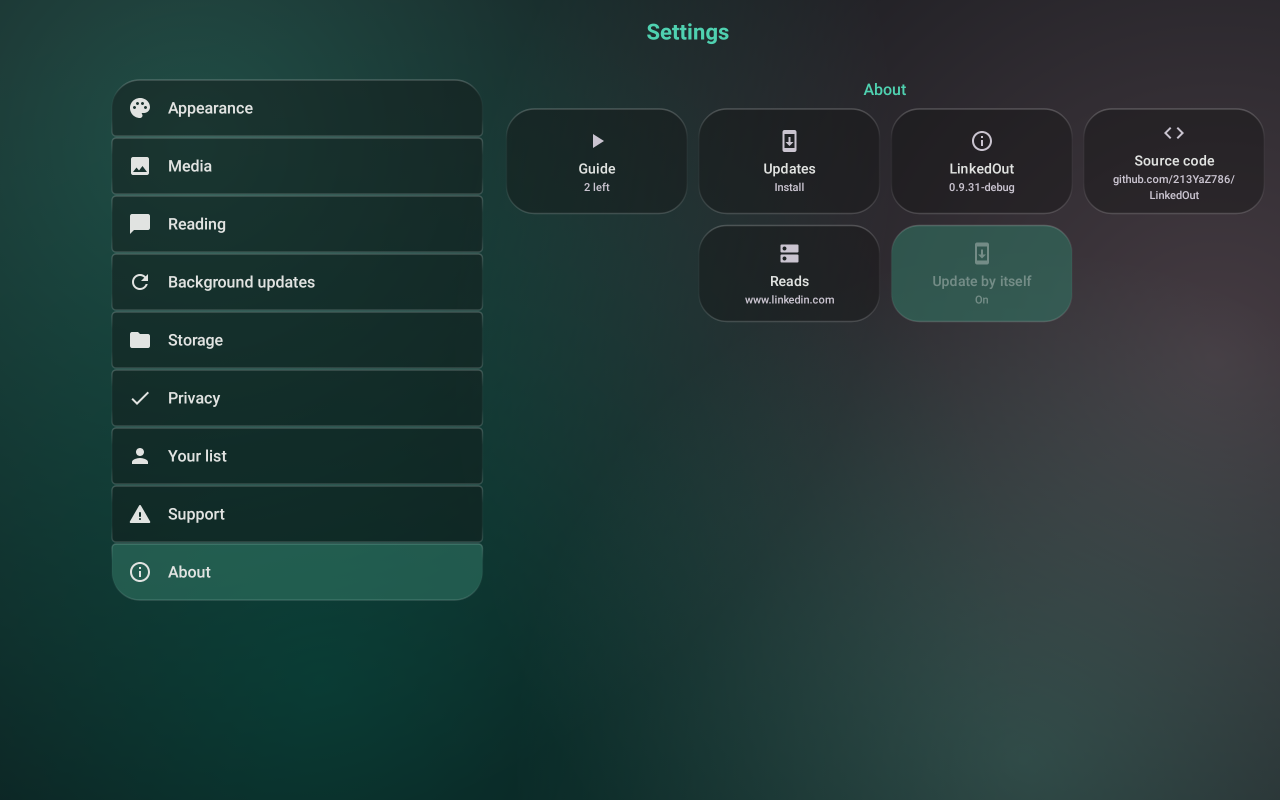 Settings
Appearance
Media
Reading
Background updates
Storage
Privacy
Your list
Support
About
About
Guide
2 left
Updates
Install
LinkedOut
0.9.31-debug
Source code
github.com/213YaZ786/
LinkedOut
Reads
www.linkedin.com
Update by itself
On